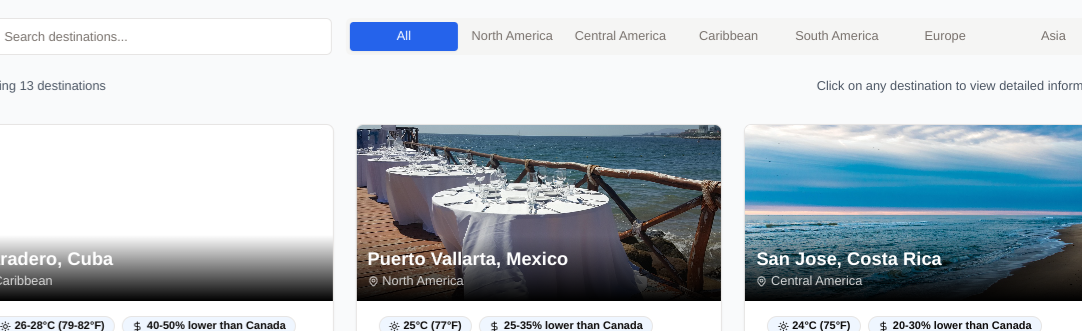 Search destinations...
All
North America
Central America
Caribbean
South America
Europe
Asia
ing 13 destinations
Click on any destination to view detailed inform
radero, Cuba
Caribbean
26-28°C (79-82°F)
40-50% lower than Canada
Puerto Vallarta, Mexico
North America
25°C (77°F)
25-35% lower than Canada
San Jose, Costa Rica
Central America
24°C (75°F)
20-30% lower than Canada